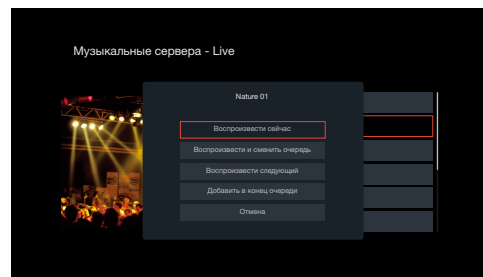 Музыкальные сервера - Live
Nature 01
Воспроизвести сейчас
Воспроизвести и сменить очередь
Воспроизвести следующий
Добавить в конец очереди
Отмена